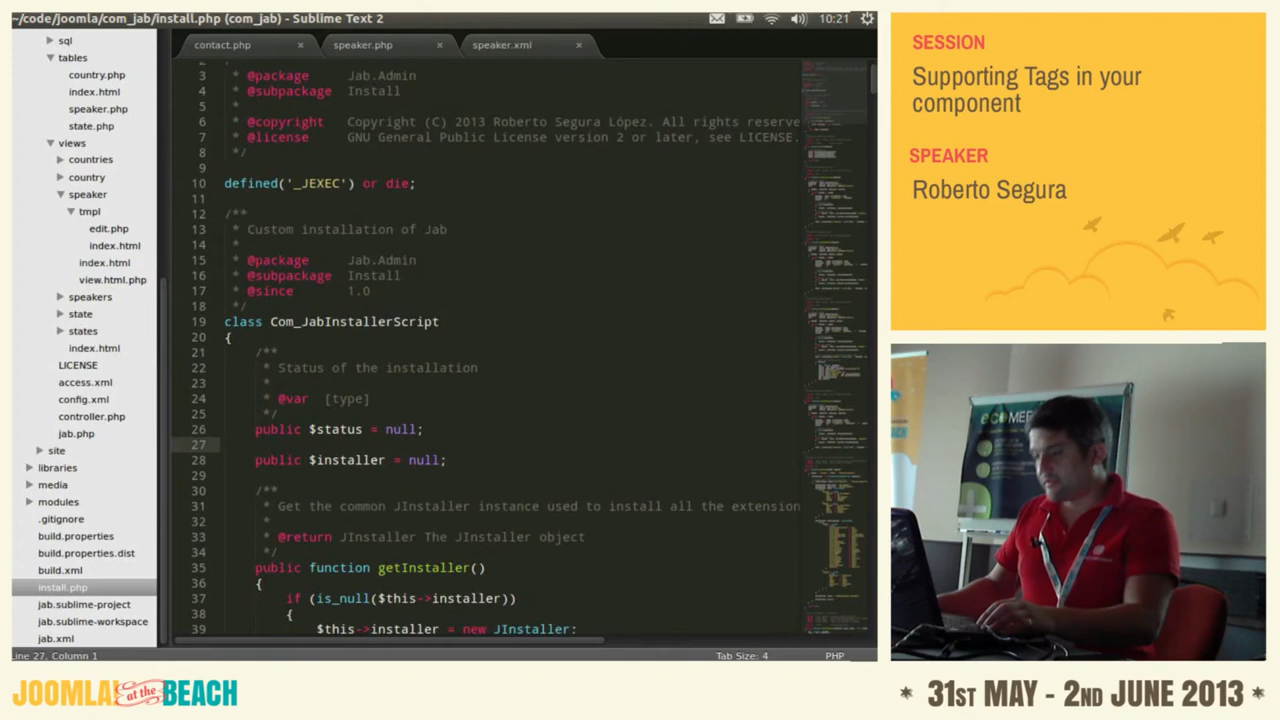 ~/code/joomla/com_jab/install.php (com_jab) - Sublime Text 2
10:21
contact.php
speaker.php
speaker.xml
sql
tables
country.php
index.html
speaker.php
state.php
views
countries
country
speaker
tmpl
edit.php
index.html
index.html
view.html.php
speakers
state
states
index.html
LICENSE
access.xml
config.xml
controller.php
jab.php
site
libraries
media
modules
.gitignore
build.properties
build.properties.dist
build.xml
install.php
jab.sublime-project
jab.sublime-workspace
jab.xml
3 * @package Jab.Admin
4 * @subpackage Install
5 *
6 * @copyright Copyright (C) 2013 Roberto Segura López. All rights reserve
7 * @license GNU General Public License version 2 or later, see LICENSE.
8 */
9
10 defined('_JEXEC') or die;
11
12 /**
13 * Custom installation of Jab
14 *
15 * @package Jab.Admin
16 * @subpackage Install
17 * @since 1.0
18 */
19 class Com_JabInstallerScript
20 {
21 /**
22 * Status of the installation
23 *
24 * @var [type]
25 */
26 public $status = null;
27
28 public $installer = null;
29
30 /**
31 * Get the common JInstaller instance used to install all the extension
32 *
33 * @return JInstaller The JInstaller object
34 */
35 public function getInstaller()
36 {
37 if (is_null($this->installer))
38 {
39 $this->installer = new JInstaller;
Line 27, Column 1
Tab Size: 4
PHP
SESSION
Supporting Tags in your
component
SPEAKER
Roberto Segura
JOOMLA! at the BEACH
* 31ST MAY - 2ND JUNE 2013 *